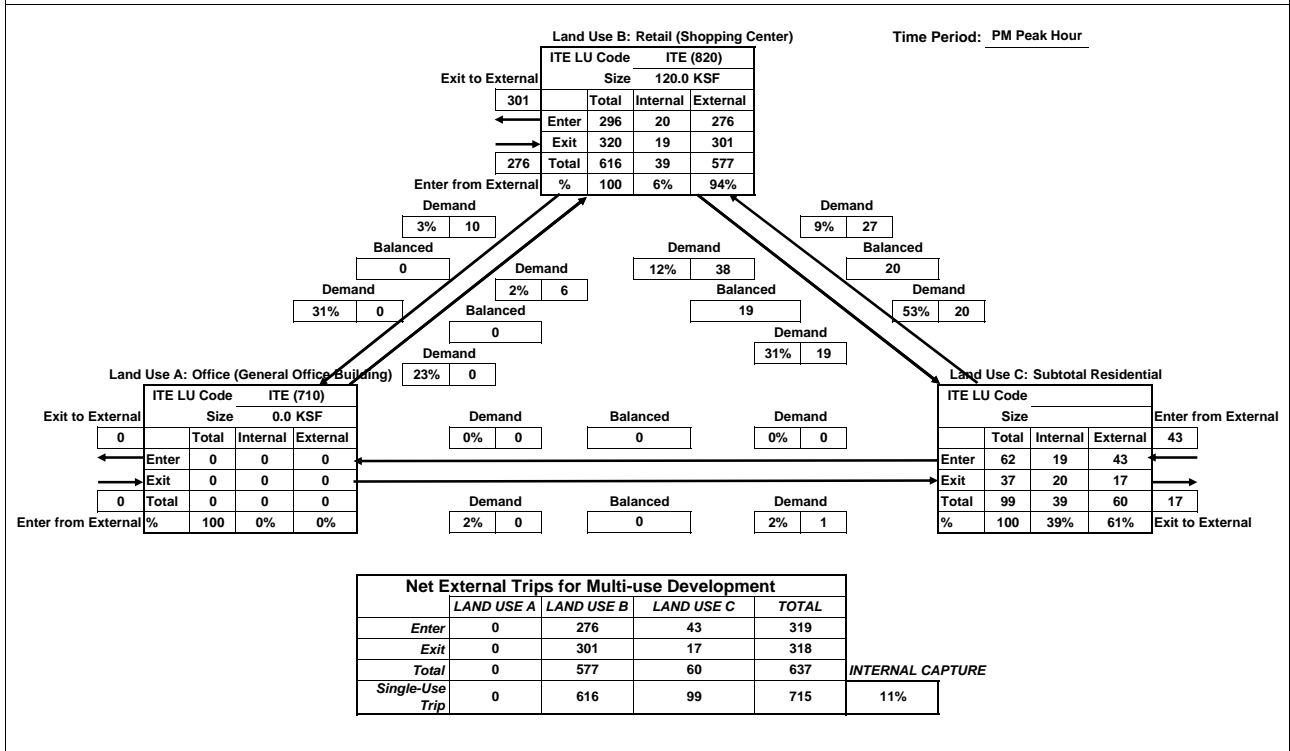 Land Use B: Retail (Shopping Center)
Time Period: PM Peak Hour
ITE LU Code ITE (820)
Exit to External Size 120.0 KSF
301 Total Internal External
Enter 296 20 276
Exit 320 19 301
276 Total 616 39 577
Enter from External % 100 6% 94%
Demand
3% 10
Balanced
0
Demand
31% 0
Demand
2% 6
Balanced
0
Demand
23% 0
Demand
12% 38
Balanced
19
Demand
31% 19
Demand
9% 27
Balanced
20
Demand
53% 20
Land Use A: Office (General Office Building)
ITE LU Code ITE (710)
Exit to External Size 0.0 KSF
0 Total Internal External
Enter 0 0 0
Exit 0 0 0
0 Total 0 0 0
Enter from External % 100 0% 0%
Demand Balanced Demand
0% 0 0 0% 0
Demand Balanced Demand
2% 0 0 2% 1
Land Use C: Subtotal Residential
ITE LU Code
Size Enter from External
Total Internal External 43
Enter 62 19 43
Exit 37 20 17
Total 99 39 60 17
% 100 39% 61% Exit to External
Net External Trips for Multi-use Development
LAND USE A LAND USE B LAND USE C TOTAL
Enter 0 276 43 319
Exit 0 301 17 318
Total 0 577 60 637 INTERNAL CAPTURE
Single-Use
Trip 0 616 99 715 11%